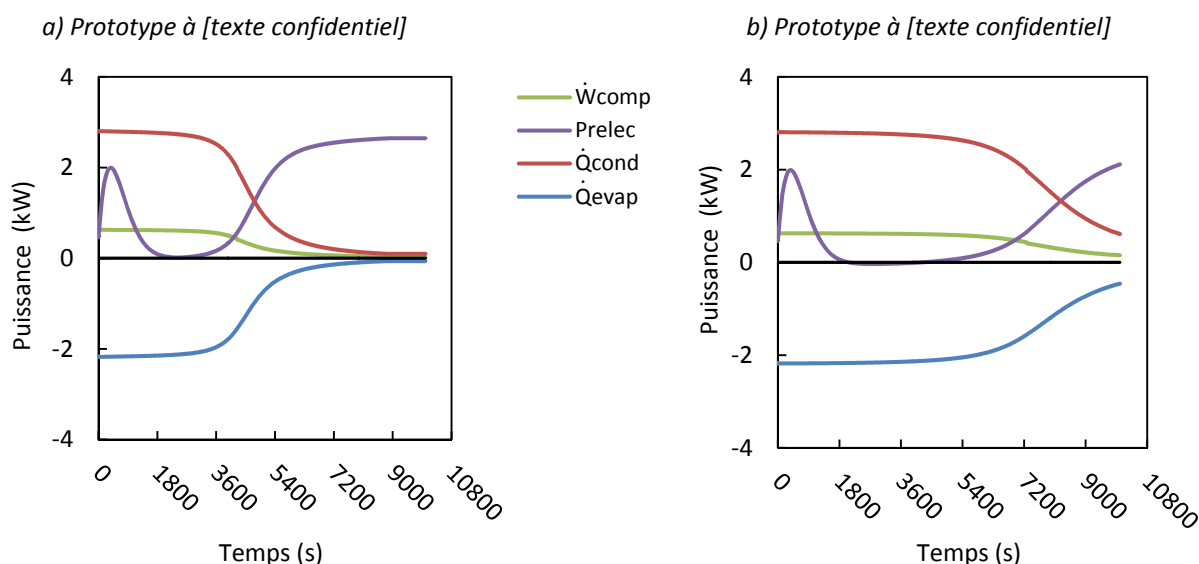 a) Prototype à [texte confidentiel]
b) Prototype à [texte confidentiel]
Ẇcomp
Prelec
Q̇cond
Q̇evap
Puissance (kW)
4
2
0
-2
-4
0
1800
3600
5400
7200
9000
10800
Temps (s)
Puissance (kW)
4
2
0
-2
-4
0
1800
3600
5400
7200
9000
10800
Temps (s)